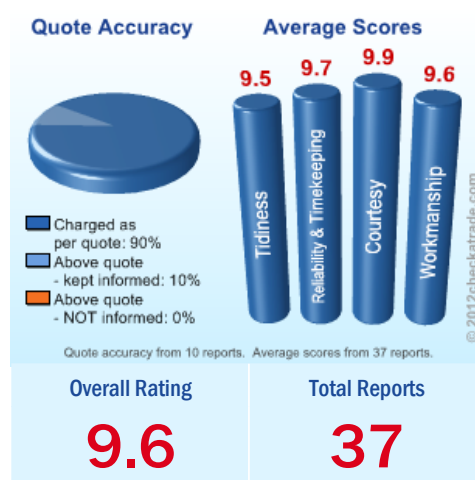 Quote Accuracy
Average Scores
9.5
9.7
9.9
9.6
Tidiness
Reliability & Timekeeping
Courtesy
Workmanship
Charged as
per quote: 90%
Above quote
- kept informed: 10%
Above quote
- NOT informed: 0%
© 2012checkatrade.com
Quote accuracy from 10 reports. Average scores from 37 reports.
Overall Rating
Total Reports
9.6
37